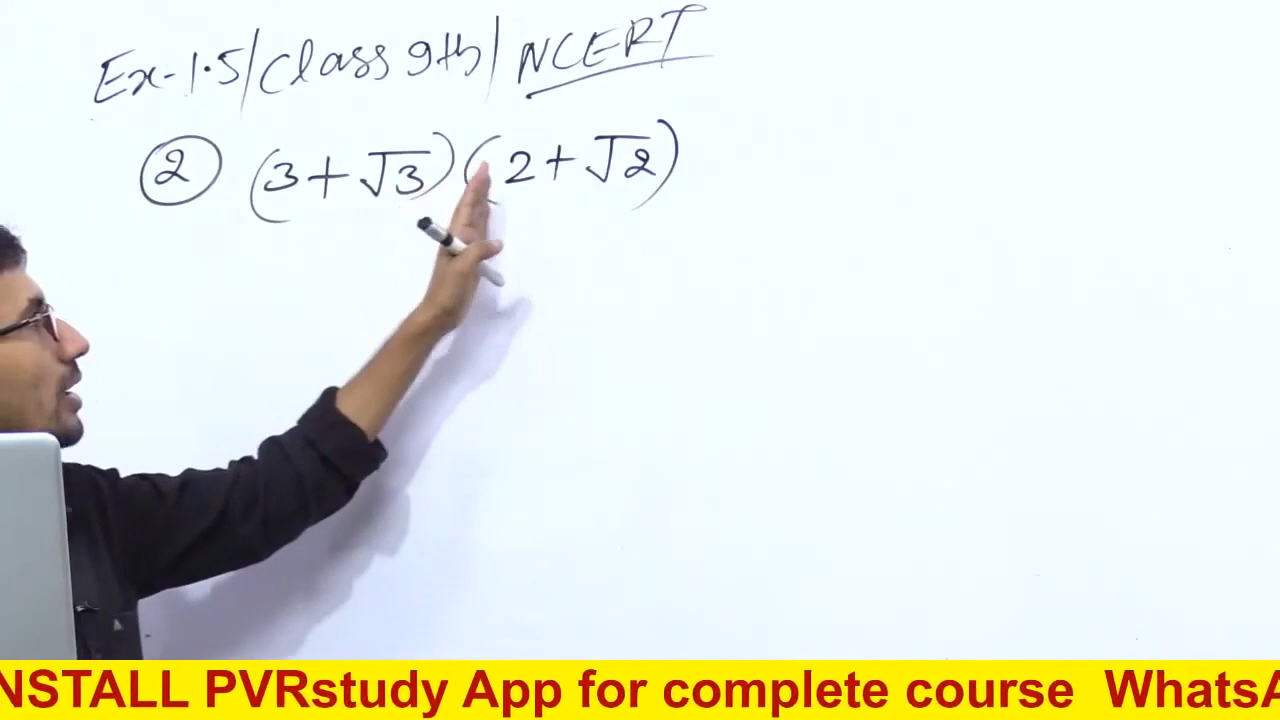 Ex-1.5/Class 9th/NCERT
② (3+√3)(2+√2)
NSTALL PVRstudy App for complete course WhatsA